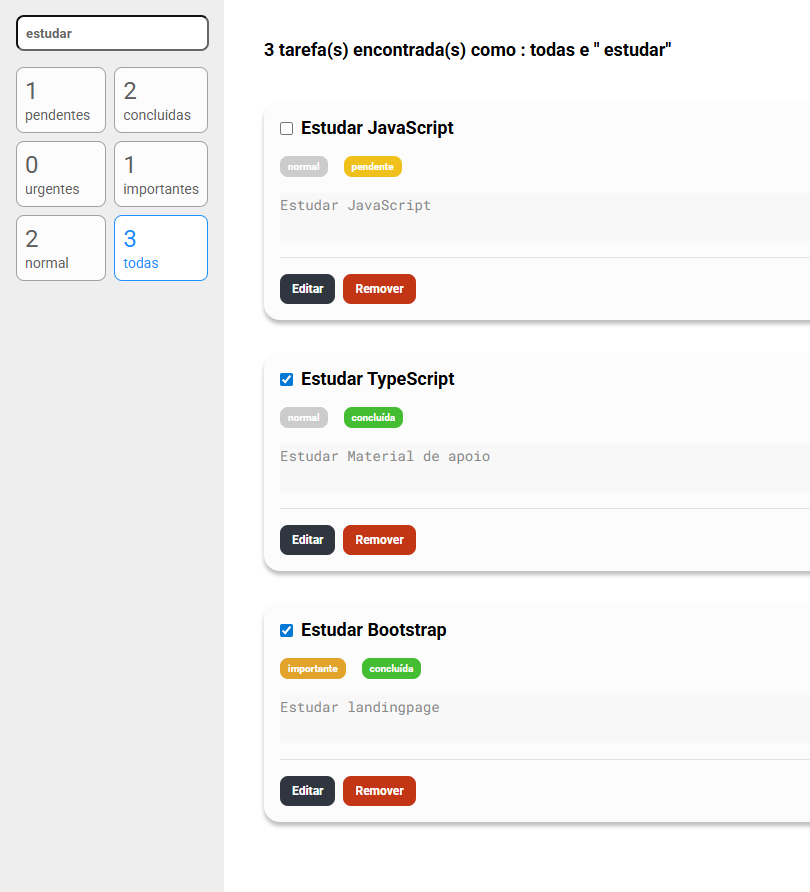 estudar
1 2
pendentes concluidas
0 1
urgentes importantes
2 3
normal todas
3 tarefa(s) encontrada(s) como : todas e " estudar"
Estudar JavaScript
normal pendente
Estudar JavaScript
Editar Remover
Estudar TypeScript
normal concluída
Estudar Material de apoio
Editar Remover
Estudar Bootstrap
importante concluída
Estudar landingpage
Editar Remover